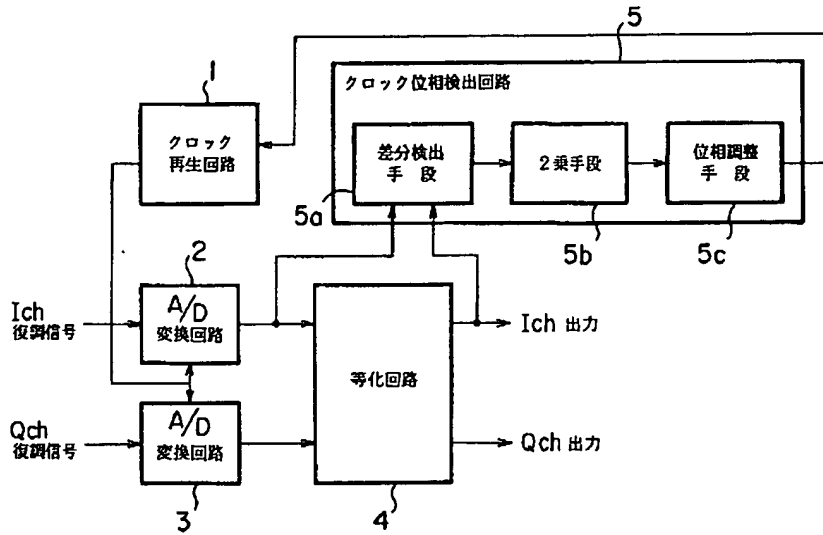 5
クロック位相検出回路
1
クロック
再生回路
差分検出
手 段
2乗手段
位相調整
手 段
5a
5b
5c
2
Ich
復調信号
A/D
変換回路
Ich 出力
等化回路
Qch
復調信号
A/D
変換回路
Qch 出力
3
4